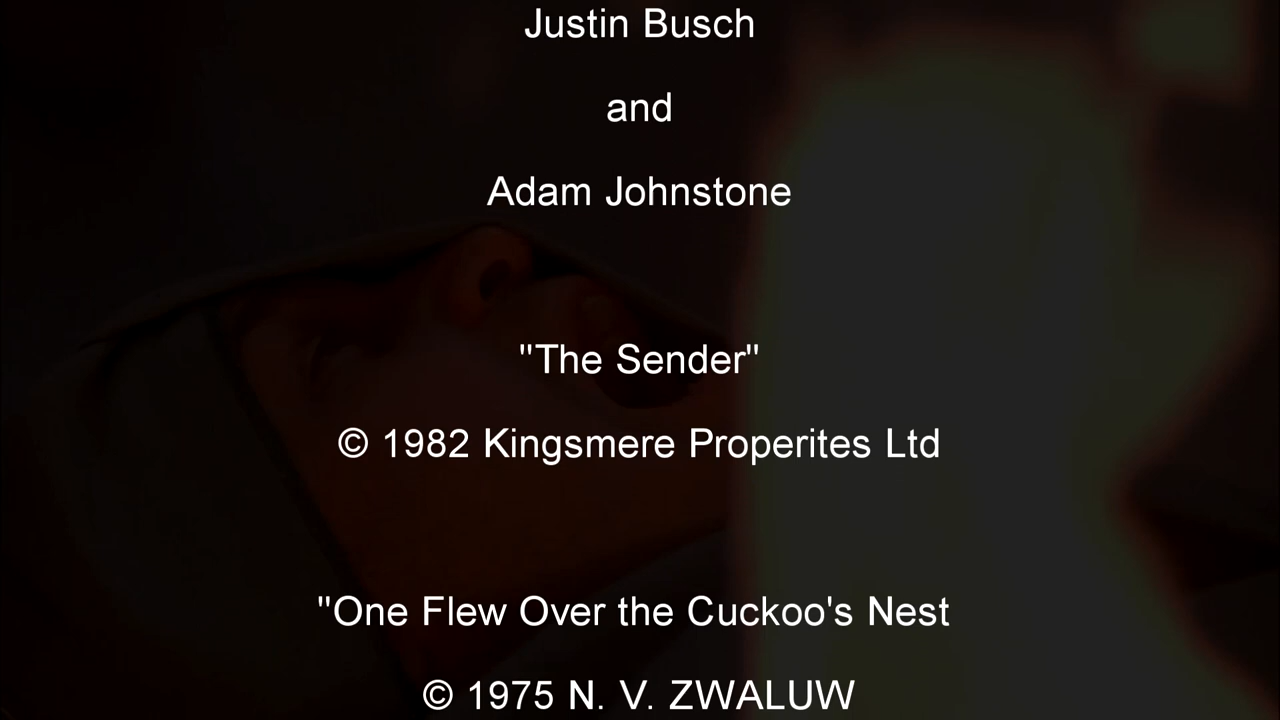 Justin Busch
and
Adam Johnstone
"The Sender"
© 1982 Kingsmere Properites Ltd
"One Flew Over the Cuckoo's Nest
© 1975 N. V. ZWALUW